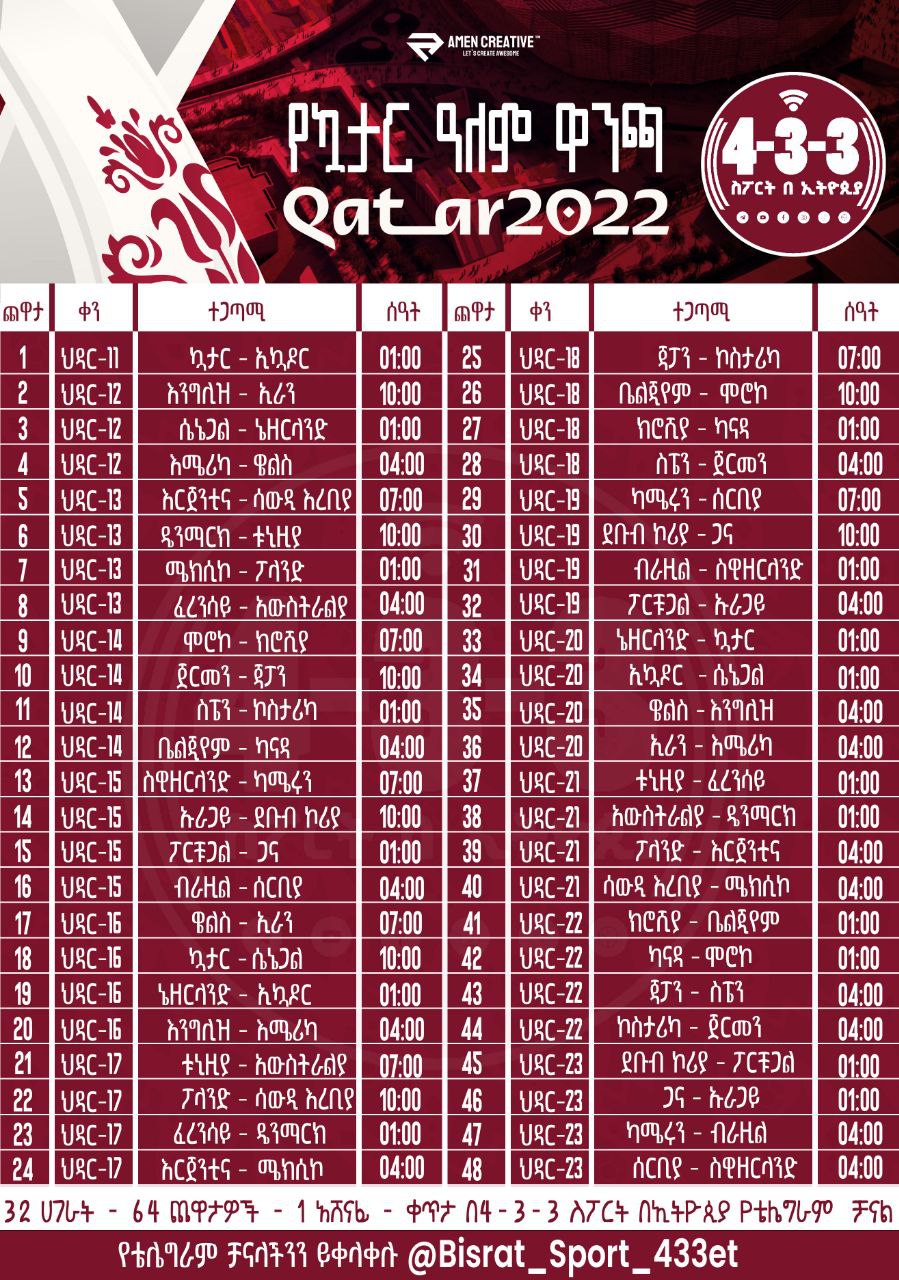 AMEN CREATIVE™
LET'S CREATE AWESOME
የኳታር ዓለም ዋንጫ
Qatar2022
4-3-3
ስፖርት በ ኢትዮጲያ
ጨዋታ ቀን ተጋጣሚ ሰዓት ጨዋታ ቀን ተጋጣሚ ሰዓት
1 ህዳር-11 ኳታር - ኢኳዶር 01:00 25 ህዳር-18 ጃፓን - ኮስታሪካ 07:00
2 ህዳር-12 እንግሊዝ - ኢራን 10:00 26 ህዳር-18 ቤልጂየም - ሞሮኮ 10:00
3 ህዳር-12 ሴኔጋል - ኔዘርላንድ 01:00 27 ህዳር-18 ክሮሺያ - ካናዳ 01:00
4 ህዳር-12 አሜሪካ - ዌልስ 04:00 28 ህዳር-18 ስፔን - ጀርመን 04:00
5 ህዳር-13 አርጀንቲና - ሳውዲ አረቢያ 07:00 29 ህዳር-19 ካሜሩን - ሰርቢያ 07:00
6 ህዳር-13 ዴንማርክ - ቱኒዚያ 10:00 30 ህዳር-19 ደቡብ ኮሪያ - ጋና 10:00
7 ህዳር-13 ሜክሲኮ - ፖላንድ 01:00 31 ህዳር-19 ብራዚል - ስዊዘርላንድ 01:00
8 ህዳር-13 ፈረንሳይ - አውስትራልያ 04:00 32 ህዳር-19 ፖርቹጋል - ኡራጋይ 04:00
9 ህዳር-14 ሞሮኮ - ክሮሺያ 07:00 33 ህዳር-20 ኔዘርላንድ - ኳታር 01:00
10 ህዳር-14 ጀርመን - ጃፓን 10:00 34 ህዳር-20 ኢኳዶር - ሴኔጋል 01:00
11 ህዳር-14 ስፔን - ኮስታሪካ 01:00 35 ህዳር-20 ዌልስ - እንግሊዝ 04:00
12 ህዳር-14 ቤልጂየም - ካናዳ 04:00 36 ህዳር-20 ኢራን - አሜሪካ 04:00
13 ህዳር-15 ስዊዘርላንድ - ካሜሩን 07:00 37 ህዳር-21 ቱኒዚያ - ፈረንሳይ 01:00
14 ህዳር-15 ኡራጋይ - ደቡብ ኮሪያ 10:00 38 ህዳር-21 አውስትራልያ - ዴንማርክ 01:00
15 ህዳር-15 ፖርቹጋል - ጋና 01:00 39 ህዳር-21 ፖላንድ - አርጀንቲና 04:00
16 ህዳር-15 ብራዚል - ሰርቢያ 04:00 40 ህዳር-21 ሳውዲ አረቢያ - ሜክሲኮ 04:00
17 ህዳር-16 ዌልስ - ኢራን 07:00 41 ህዳር-22 ክሮሺያ - ቤልጂየም 01:00
18 ህዳር-16 ኳታር - ሴኔጋል 10:00 42 ህዳር-22 ካናዳ - ሞሮኮ 01:00
19 ህዳር-16 ኔዘርላንድ - ኢኳዶር 01:00 43 ህዳር-22 ጃፓን - ስፔን 04:00
20 ህዳር-16 እንግሊዝ - አሜሪካ 04:00 44 ህዳር-22 ኮስታሪካ - ጀርመን 04:00
21 ህዳር-17 ቱኒዚያ - አውስትራልያ 07:00 45 ህዳር-23 ደቡብ ኮሪያ - ፖርቹጋል 01:00
22 ህዳር-17 ፖላንድ - ሳውዲ አረቢያ 10:00 46 ህዳር-23 ጋና - ኡራጋይ 01:00
23 ህዳር-17 ፈረንሳይ - ዴንማርክ 01:00 47 ህዳር-23 ካሜሩን - ብራዚል 04:00
24 ህዳር-17 አርጀንቲና - ሜክሲኮ 04:00 48 ህዳር-23 ሰርቢያ - ስዊዘርላንድ 04:00
32 ሀገራት - 64 ጨዋታዎች - 1 አሸናፊ - ቀጥታ በ4-3-3 ስፖርት በኢትዮጲያ የቴሌግራም ቻናል
የቴሌግራም ቻናላችንን ይቀላቀሉ @Bisrat_Sport_433et